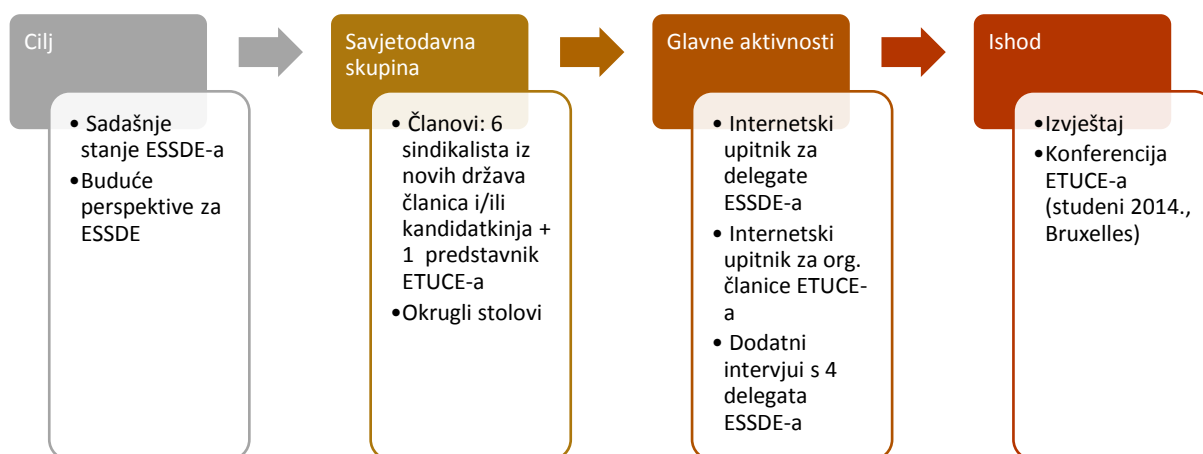 Cilj
• Sadašnje
stanje ESSDE-a
•Buduće
perspektive za
ESSDE
Savjetodavna
skupina
• Članovi: 6
sindikalista iz
novih država
članica i/ili
kandidatkinja +
1 predstavnik
ETUCE-a
•Okrugli stolovi
Glavne aktivnosti
• Internetski
upitnik za
delegate
ESSDE-a
• Internetski
upitnik za org.
članice ETUCE-
a
• Dodatni
intervjui s 4
delegata
ESSDE-a
Ishod
•Izvještaj
•Konferencija
ETUCE-a
(studeni 2014.,
Bruxelles)